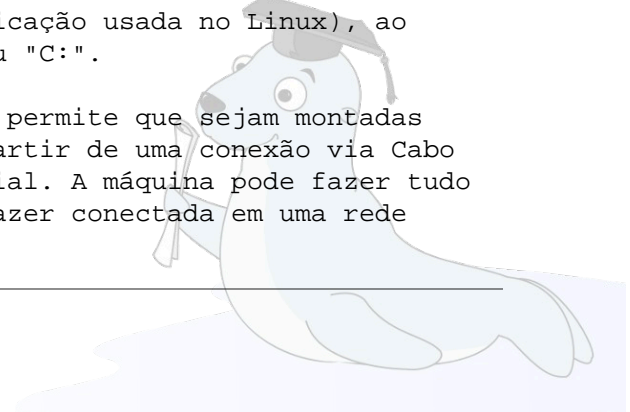 icação usada no Linux), ao
u "C:".
permite que sejam montadas
artir de uma conexão via Cabo
ial. A máquina pode fazer tudo
azer conectada em uma rede